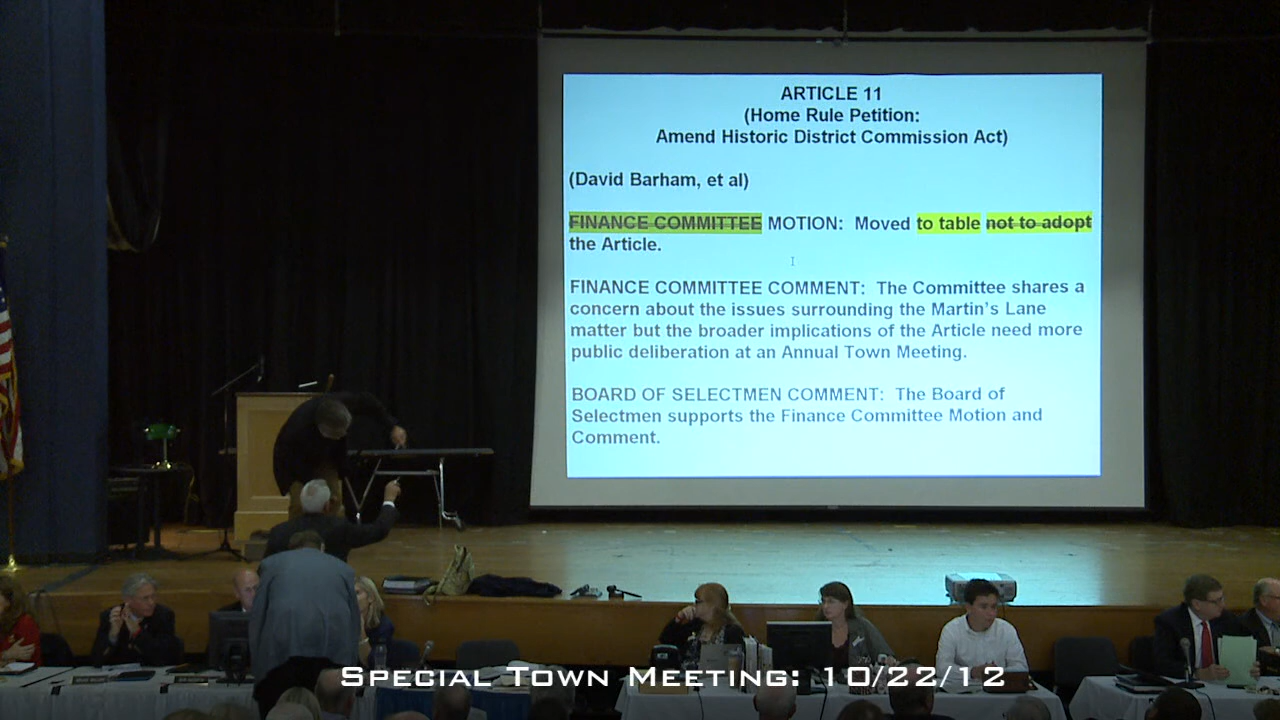 ARTICLE 11
(Home Rule Petition:
Amend Historic District Commission Act)
(David Barham, et al)
FINANCE COMMITTEE MOTION: Moved to table not to adopt
the Article.
FINANCE COMMITTEE COMMENT: The Committee shares a
concern about the issues surrounding the Martin's Lane
matter but the broader implications of the Article need more
public deliberation at an Annual Town Meeting.
BOARD OF SELECTMEN COMMENT: The Board of
Selectmen supports the Finance Committee Motion and
Comment.
SPECIAL TOWN MEETING: 10/22/12